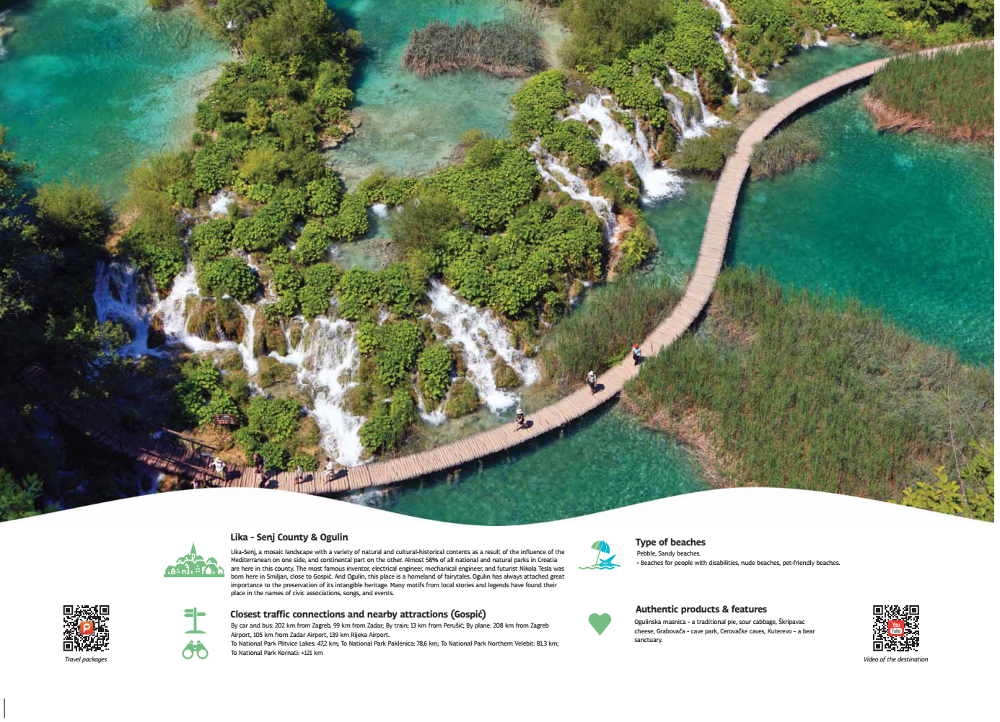 Lika - Senj County & Ogulin
Lika-Senj, a mosaic landscape with a variety of natural and cultural-historical contents as a result of the influence of the
Mediterranean on one side, and continental part on the other. Almost 58% of all national and natural parks in Croatia
are here in this county. The most famous inventor, electrical engineer, mechanical engineer, and futurist Nikola Tesla was
born here in Smiljan, close to Gospić. And Ogulin, this place is a homeland of fairytales. Ogulin has always attached great
importance to the preservation of its intangible heritage. Many motifs from local stories and legends have found their
place in the names of civic associations, songs, and events.
Closest traffic connections and nearby attractions (Gospić)
By car and bus: 202 km from Zagreb, 99 km from Zadar; By train: 13 km from Perušić; By plane: 208 km from Zagreb
Airport, 105 km from Zadar Airport, 139 km Rijeka Airport.
To National Park Plitvice Lakes: 47,2 km; To National Park Paklenica: 78,6 km; To National Park Northern Velebit: 81,3 km;
To National Park Kornati: +121 km
Travel packages
Type of beaches
Pebble, Sandy beaches.
• Beaches for people with disabilities, nude beaches, pet-friendly beaches.
Authentic products & features
Ogulinska masnica - a traditional pie, sour cabbage, Škripavac
cheese, Grabovača - cave park, Cerovačke caves, Kuterevo - a bear
sanctuary.
You
Tube
Video of the destination